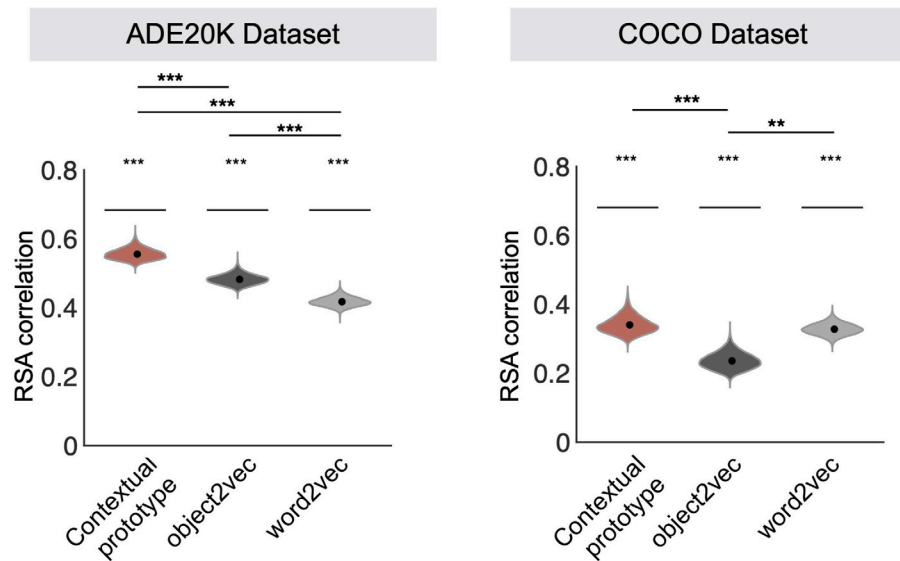 ADE20K Dataset
***
***
***
*** *** ***
0.8
0.6
0.4
0.2
0
RSA correlation
Contextual
prototype
object2vec
word2vec
COCO Dataset
***
**
*** *** ***
0.8
0.6
0.4
0.2
0
RSA correlation
Contextual
prototype
object2vec
word2vec